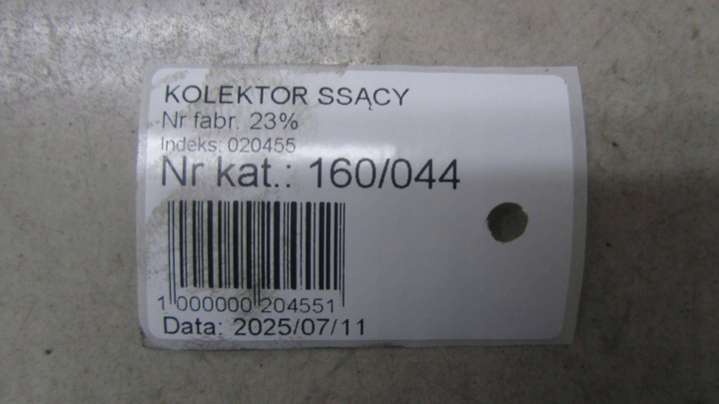 KOLEKTOR SSĄCY
Nr fabr. 23%
Indeks: 020455
Nr kat.: 160/044
1 000000 204551
Data: 2025/07/11